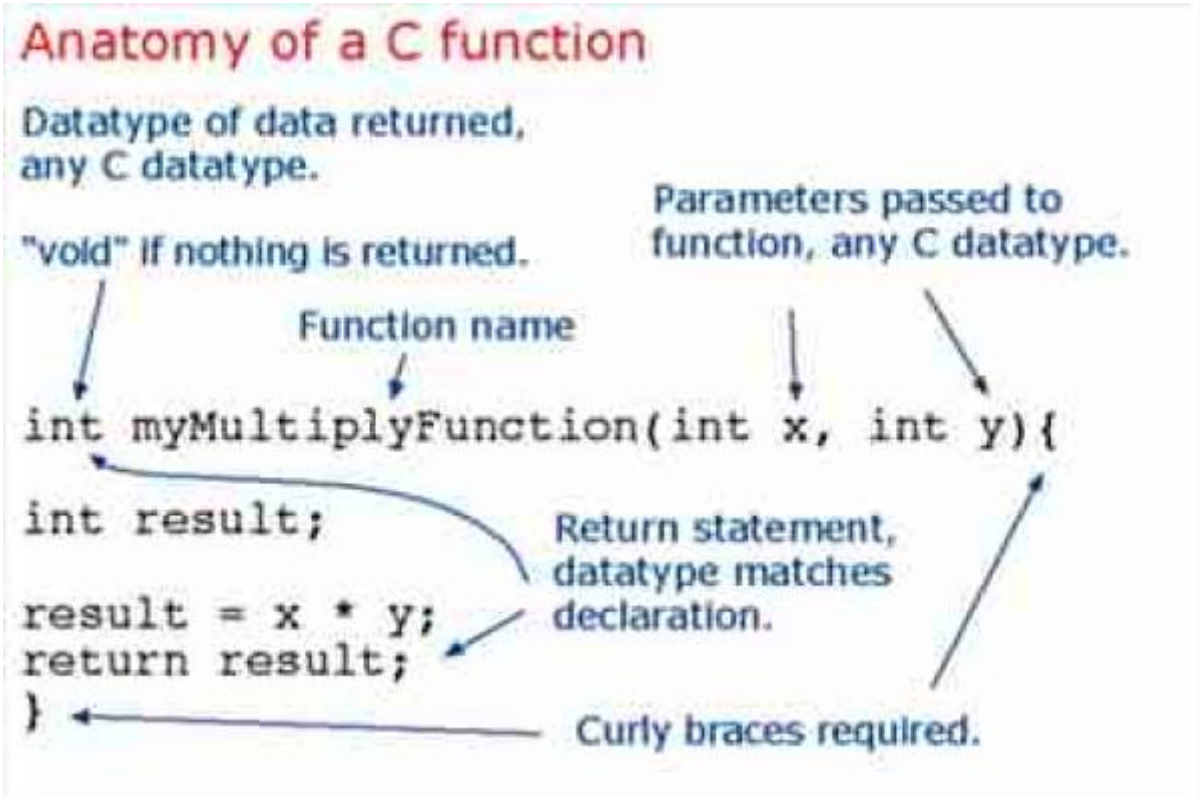 Anatomy of a C function
Datatype of data returned,
any C datatype.
"void" if nothing is returned.
Parameters passed to
function, any C datatype.
Function name
int myMultiplyFunction(int x, int y){
int result;
Return statement,
datatype matches
declaration.
result = x * y;
return result;
}
Curly braces required.